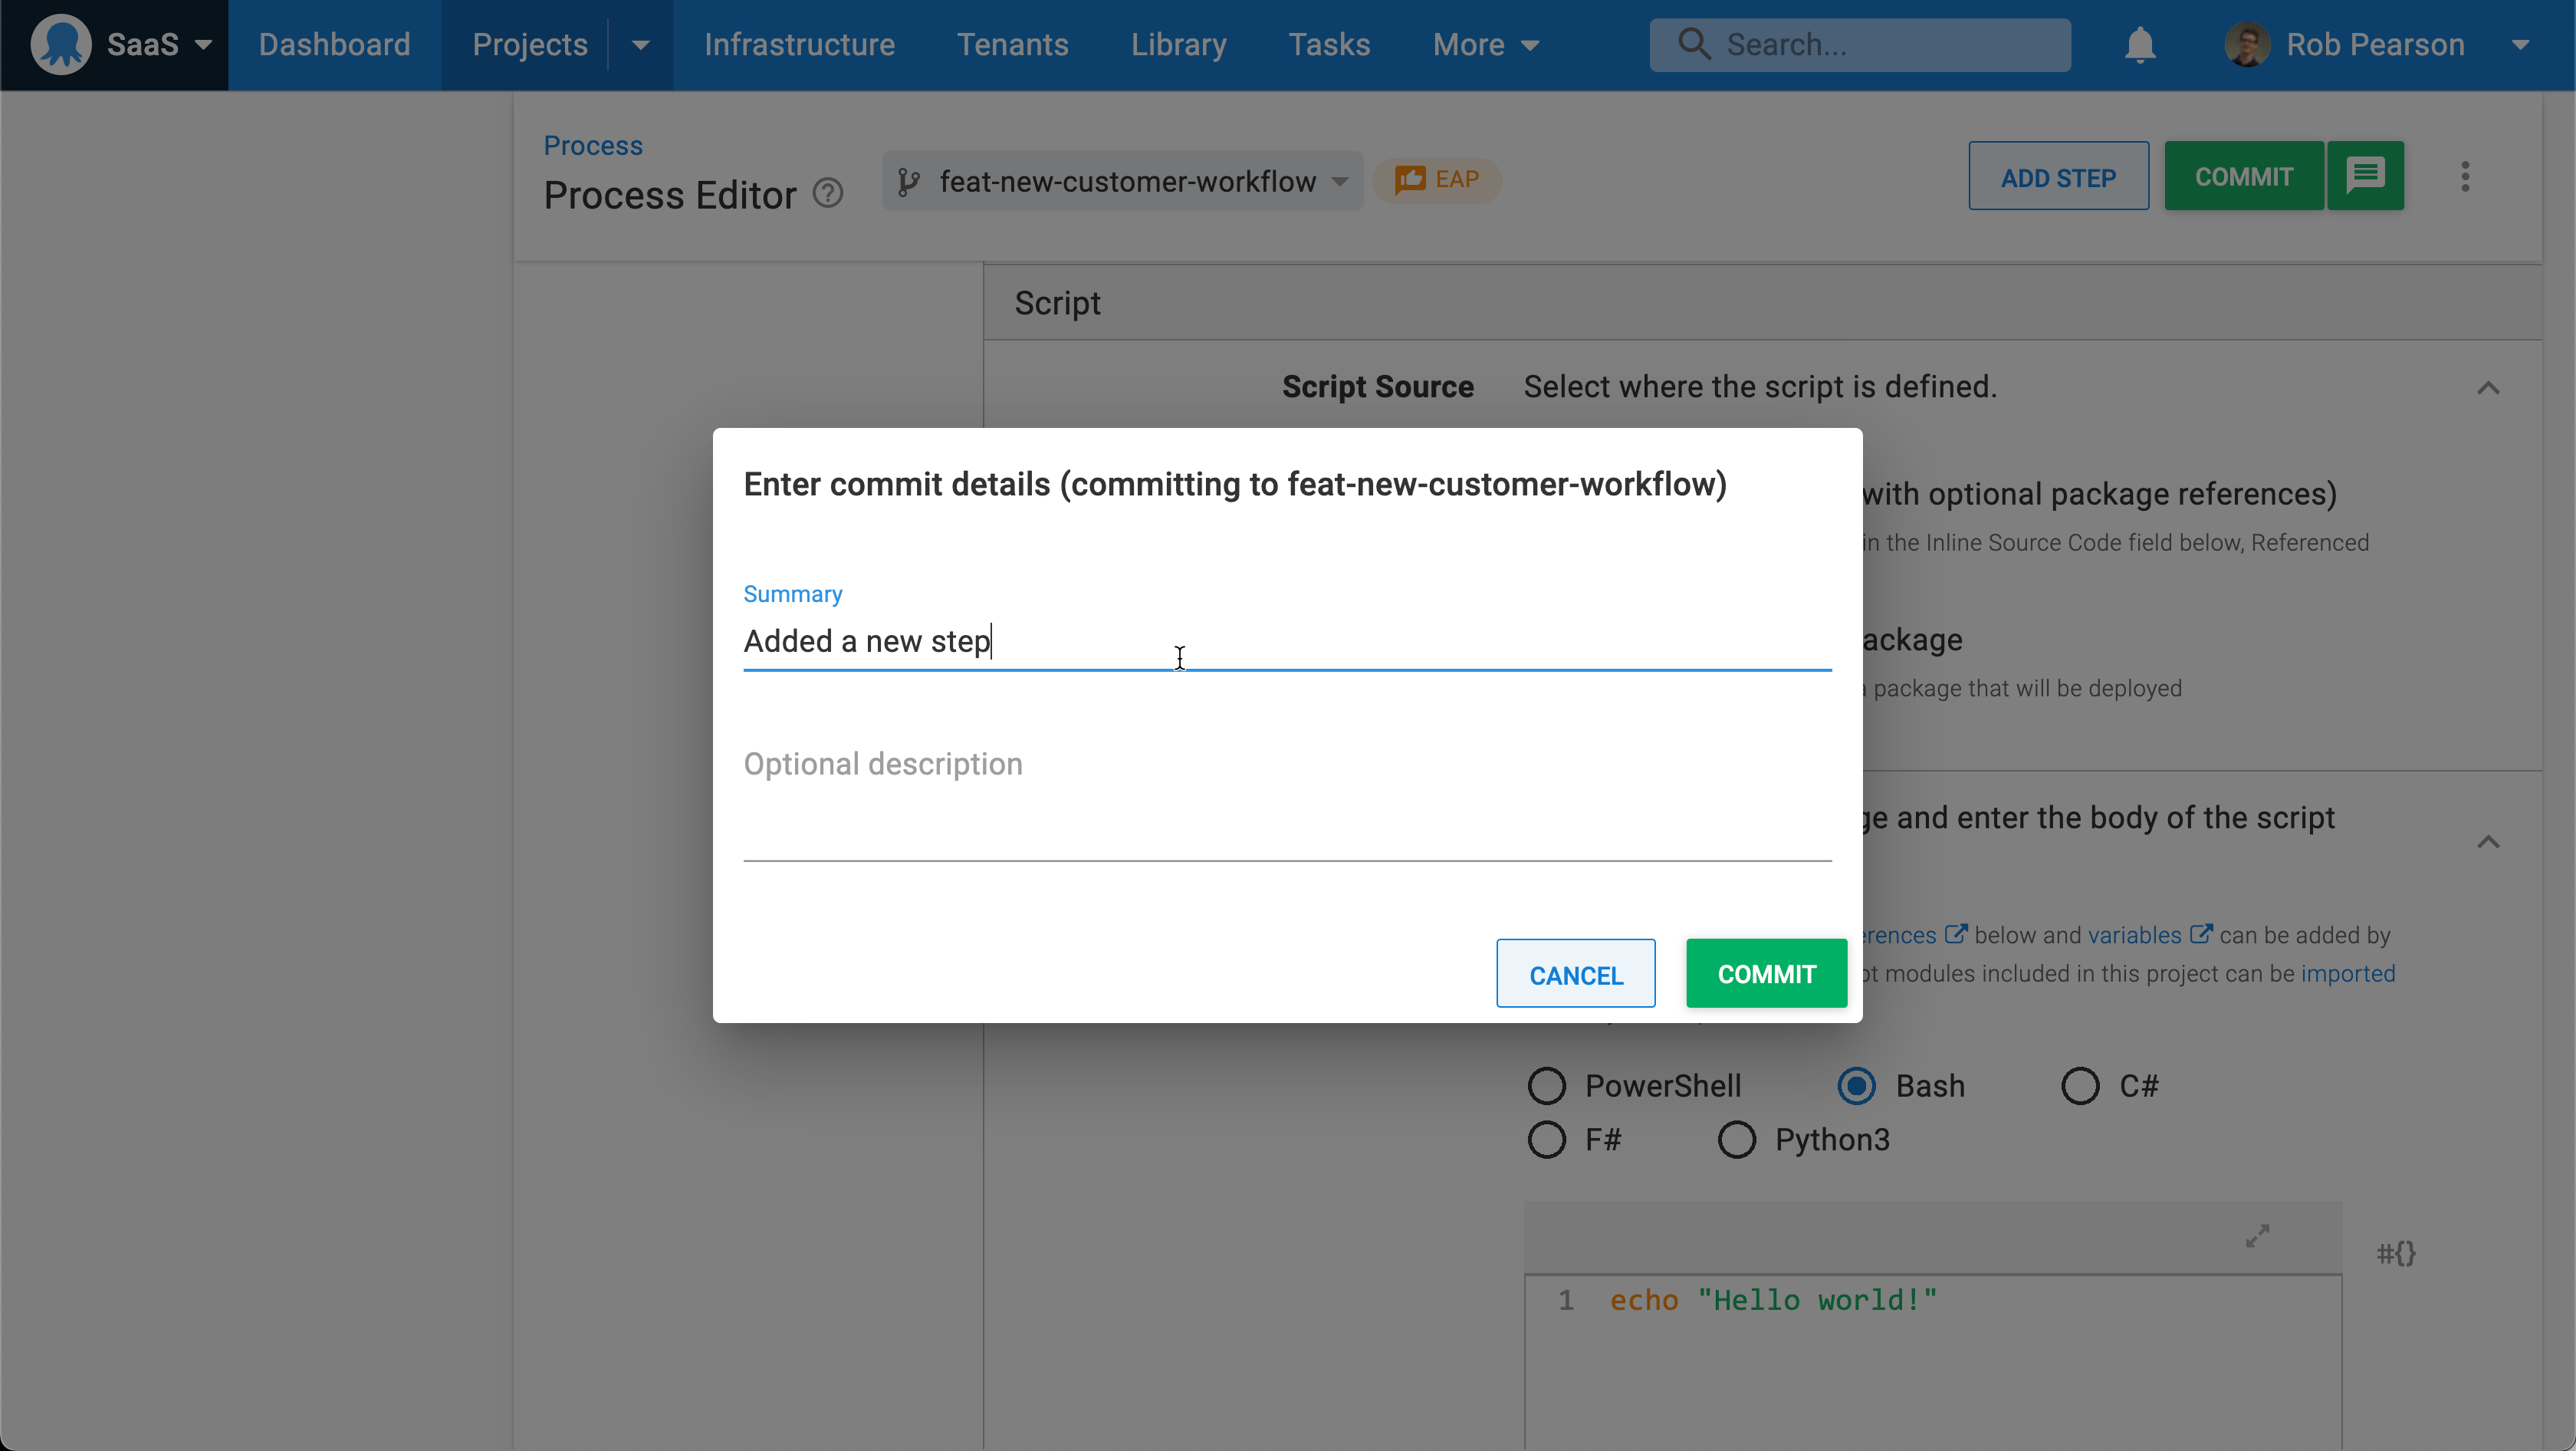 SaaS Dashboard Projects Infrastructure Tenants Library Tasks More Search... Rob Pearson
Process
Process Editor ? feat-new-customer-workflow EAP ADD STEP COMMIT
Script
Script Source Select where the script is defined.
with optional package references)
in the Inline Source Code field below, Referenced
ackage
package that will be deployed
Enter commit details (committing to feat-new-customer-workflow)
Summary
Added a new step
Optional description
CANCEL COMMIT
ge and enter the body of the script
erences below and variables can be added by
pt modules included in this project can be imported
PowerShell Bash C#
F# Python3
#{}
1 echo "Hello world!"